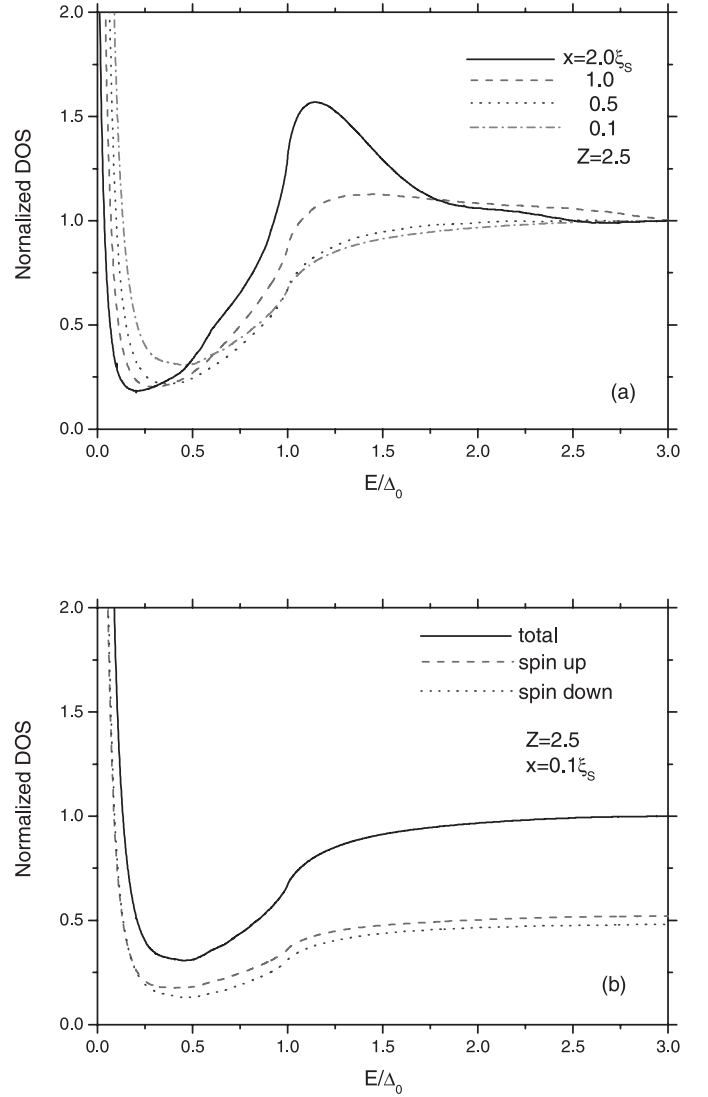 2.0
1.5
1.0
0.5
0.0
Nornalized DOS
x=2.0ξS
1.0
0.5
0.1
Z=2.5
(a)
0.0 0.5 1.0 1.5 2.0 2.5 3.0
E/Δ0
2.0
1.5
1.0
0.5
0.0
Normalized DOS
total
spin up
spin down
Z=2.5
x=0.1ξS
(b)
0.0 0.5 1.0 1.5 2.0 2.5 3.0
E/Δ0